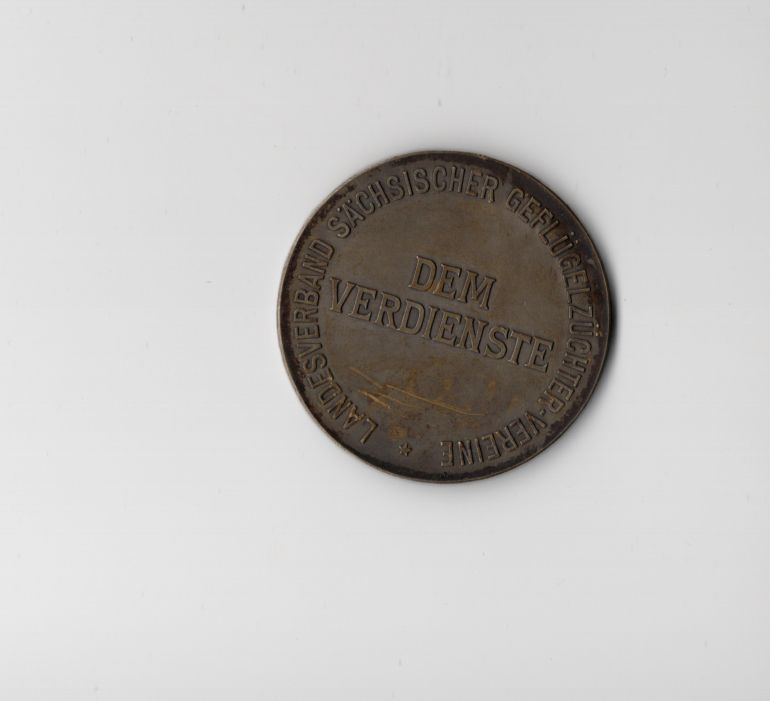 LANDESVERBAND SÄCHSISCHER GEFLÜGELZÜCHTER-VEREINE
DEM
VERDIENSTE